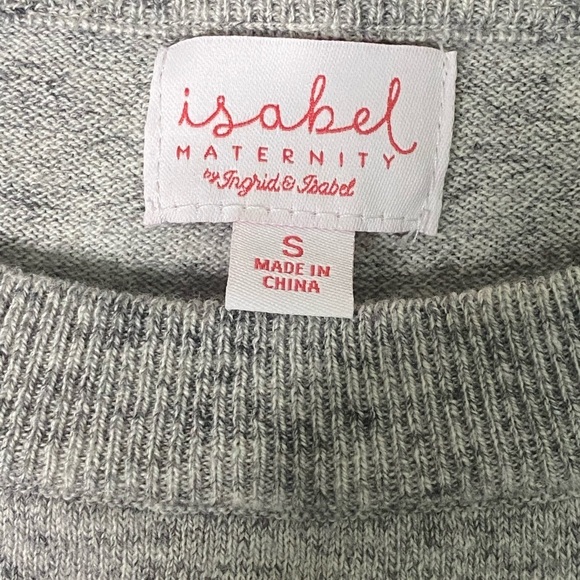 isabel
MATERNITY
by Ingrid & Isabel
S
MADE IN
CHINA